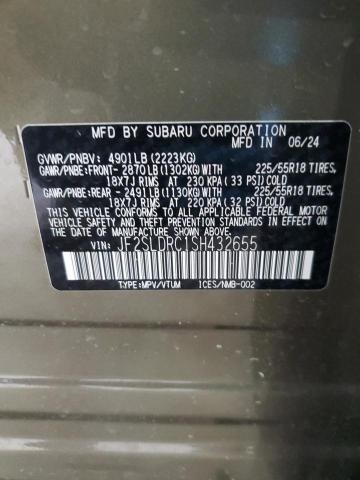 MFD BY SUBARU CORPORATION
MFD IN 06/24
GVWR/PNBV: 4901LB(2223KG)
GAWR/PNBE:FRONT- 2870LB(1302KG)WITH 225/55R18 TIRES,
18X7J RIMS AT 230 KPA(33 PSI)COLD
GAWR/PNBE:REAR - 2491LB(1130KG)WITH 225/55R18 TIRES,
18X7J RIMS AT 220 KPA(32 PSI)COLD
THIS VEHICLE CONFORMS TO ALL APPLICABLE FEDERAL MOTOR
VEHICLE SAFETY AND THEFT PREVENTION STANDARDS IN EFFECT
ON THE DATE OF MANUFACTURE SHOWN ABOVE.
VIN: JF2SLDRC1SH432655
TYPE:MPV/VTUM ICES/NMB-002